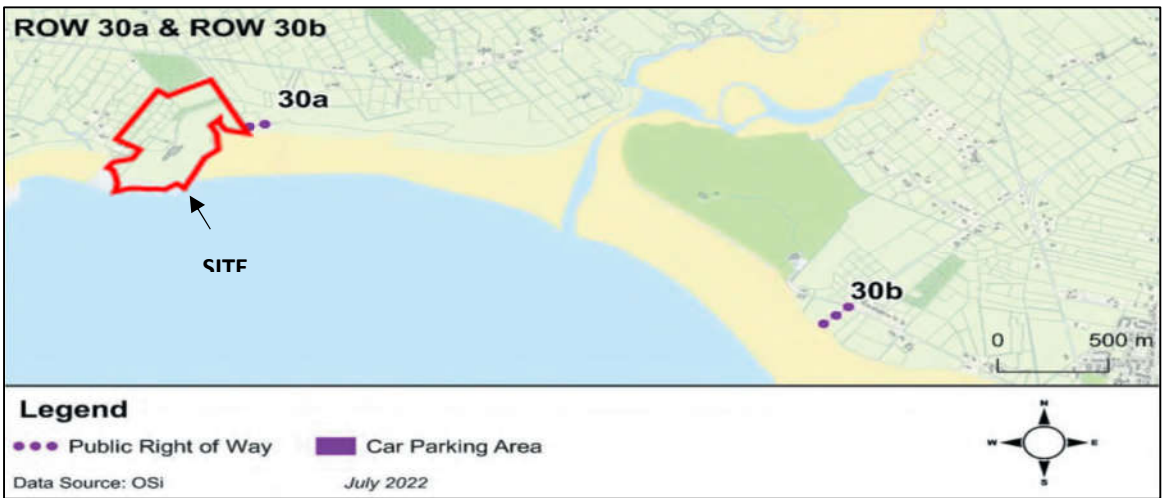 ROW 30a & ROW 30b
30a
SITE
30b
0 500 m
Legend
Public Right of Way Car Parking Area
Data Source: OSi July 2022
N
W E
S